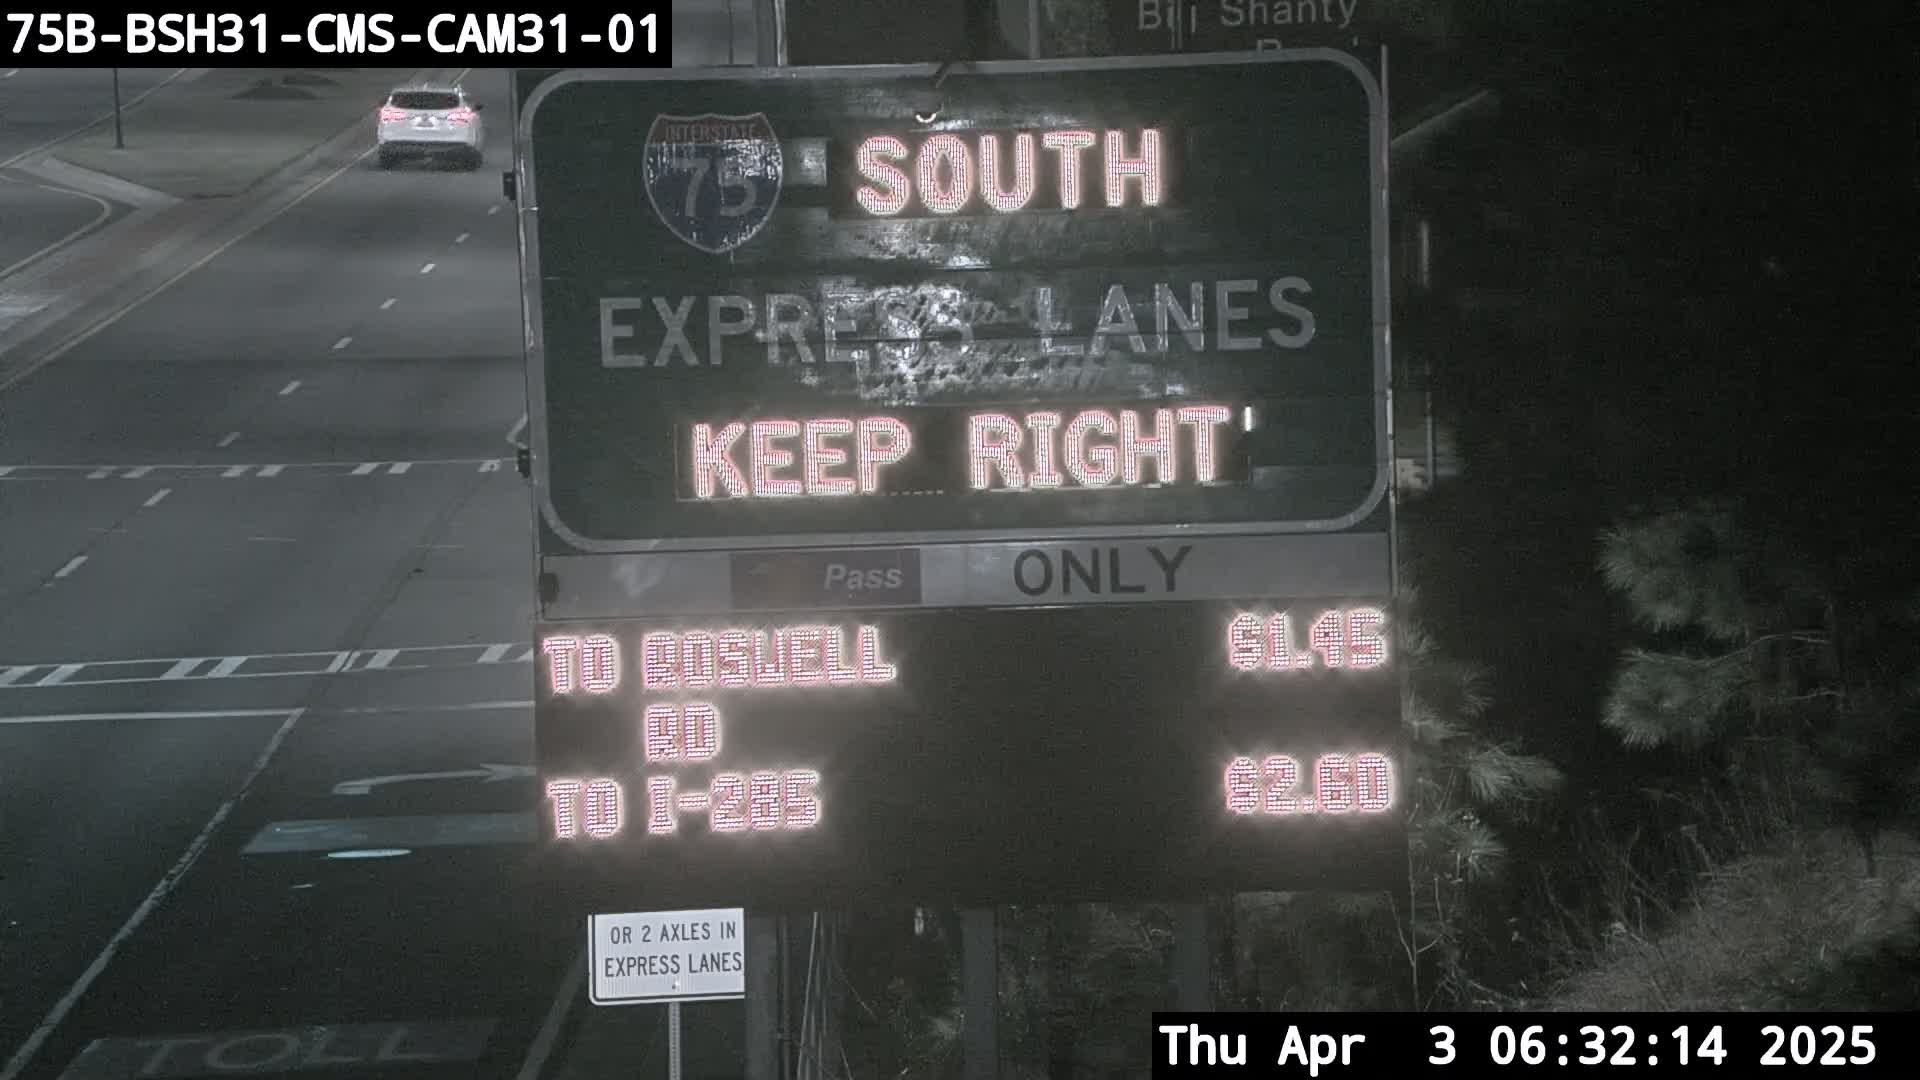 75B-BSH31-CMS-CAM31-01
Bill Shanty
INTERSTATE
75
SOUTH
EXPRESS LANES
KEEP RIGHT
Pass ONLY
TO ROSWELL $1.45
RD
TO I-285 $2.60
OR 2 AXLES IN
EXPRESS LANES
TOLL
Thu Apr 3 06:32:14 2025